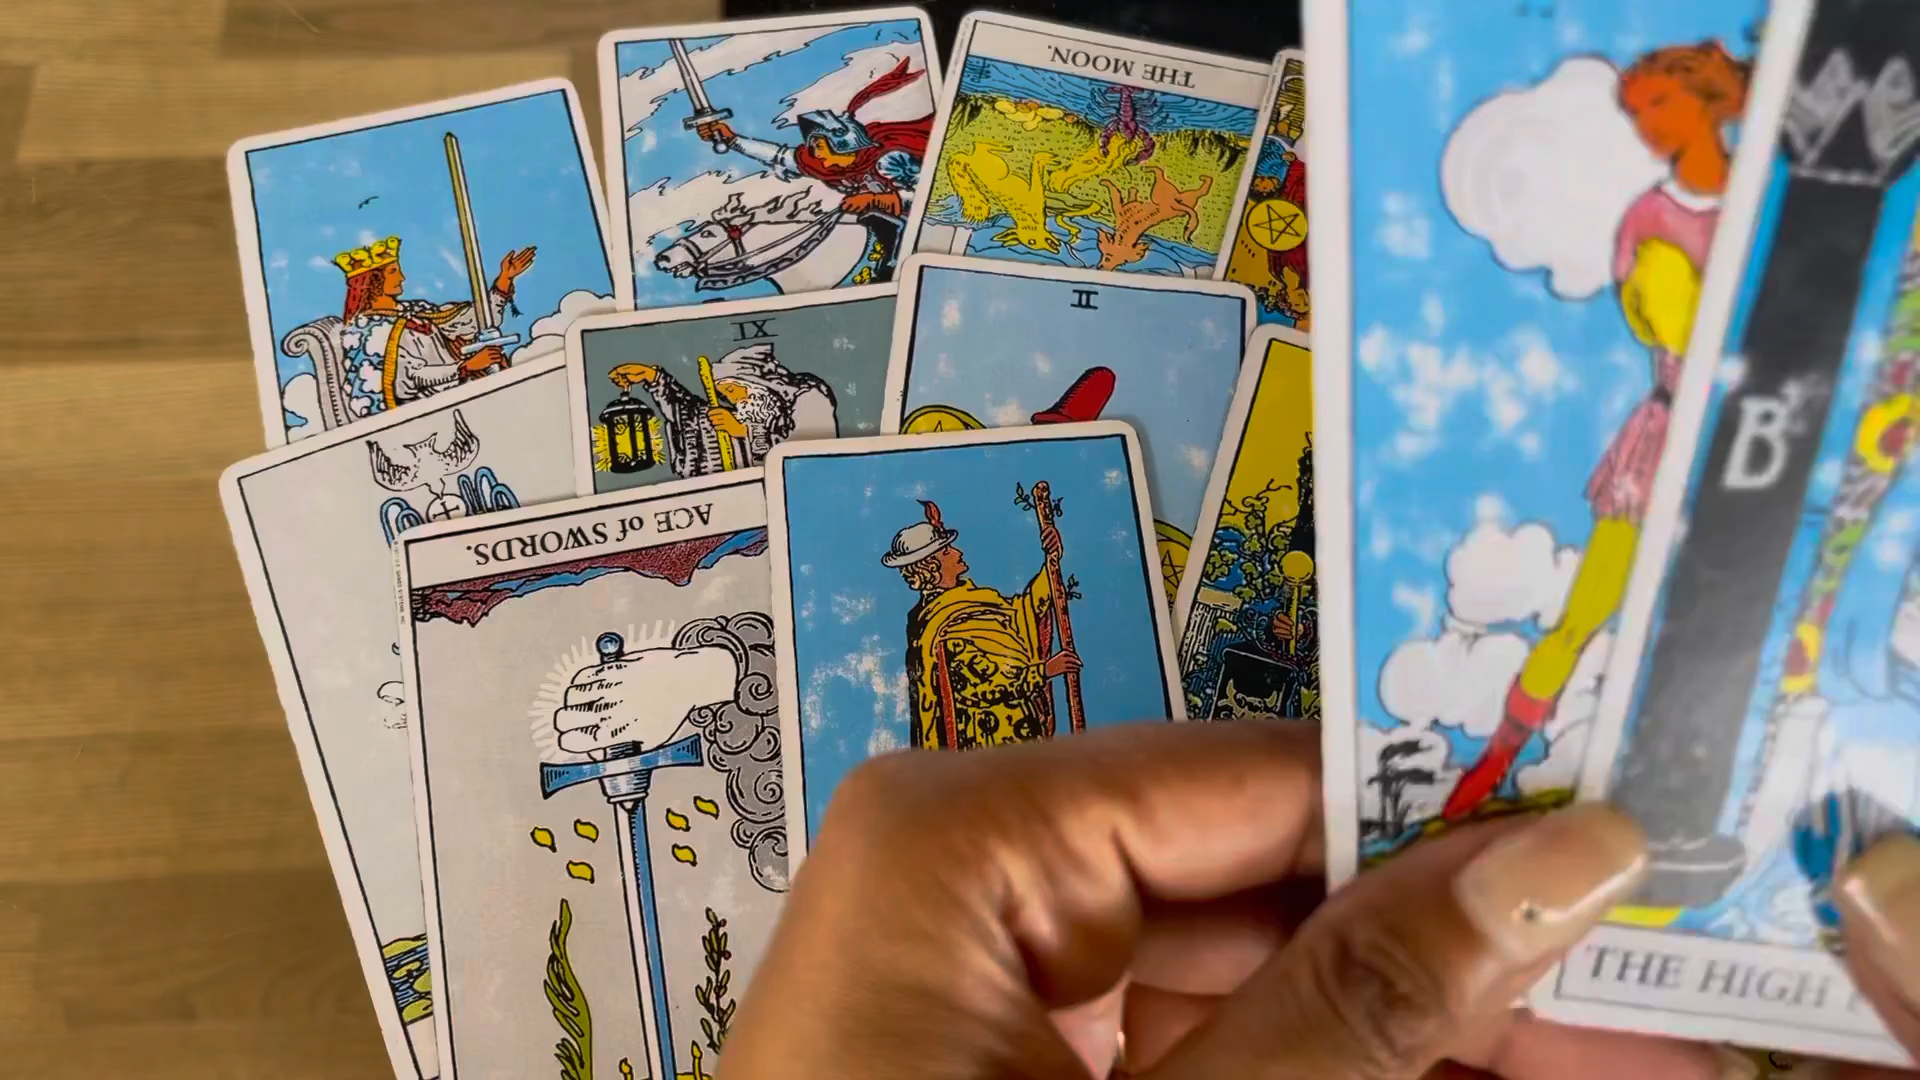 THE MOON.
XI
II
ACE of SWORDS.
B
THE HIGH